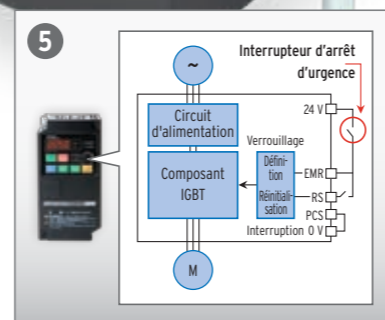 5
Interrupteur d'arrêt
d'urgence
~
24 V
Circuit
d'alimentation
Verrouillage
Composant
IGBT
Défini-
tion
EMR
Réinitiali-
sation
RS
PCS
Interruption 0 V
M